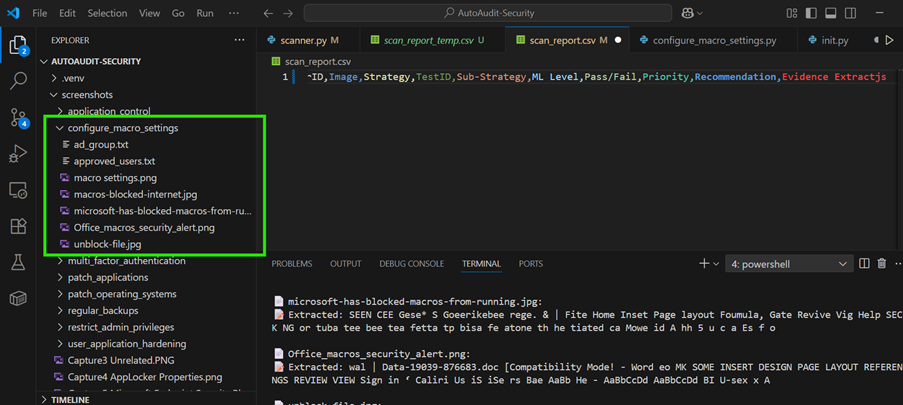 File Edit Selection View Go Run ... AutoAudit-Security
EXPLORER ...
AUTOAUDIT-SECURITY
.venv
screenshots
application_control
configure_macro_settings
ad_group.txt
approved_users.txt
macro settings.png
macros-blocked-internet.jpg
microsoft-has-blocked-macros-from-ru...
Office_macros_security_alert.png
unblock-file.jpg
multi_factor_authentication
patch_applications
patch_operating_systems
regular_backups
restrict_admin_privileges
user_application_hardening
Capture3 Unrelated.PNG
Capture4 AppLocker Properties.png
TIMELINE
2
4
scanner.py M scan_report_temp.csv U scan_report.csv M configure_macro_settings.py init.py
scan_report.csv
1 -ID,Image,Strategy,TestID,Sub-Strategy,ML Level,Pass/Fail,Priority,Recommendation,Evidence Extractjs
PROBLEMS OUTPUT DEBUG CONSOLE TERMINAL PORTS 4: powershell
microsoft-has-blocked-macros-from-running.jpg:
Extracted: SEEN CEE Gese* S Goeerikebee rege. & | Fite Home Inset Page layout Foumula, Gate Revive Vig Help SEC
K NG or tuba tee bee tea fetta tp bisa fe atone th he tiated ca Mowe id A hh 5 u c a Es f o
Office_macros_security_alert.png:
Extracted: wal | Data-19039-876683.doc [Compatibility Mode! - Word eo MK SOME INSERT DESIGN PAGE LAYOUT REFEREN
NGS REVIEW VIEW Sign in ‘ Caliri Us iS iSe rs Bae AaBb He - AaBbCcDd AaBbCcDd BI U-sex x A
unblock-file.jpg: